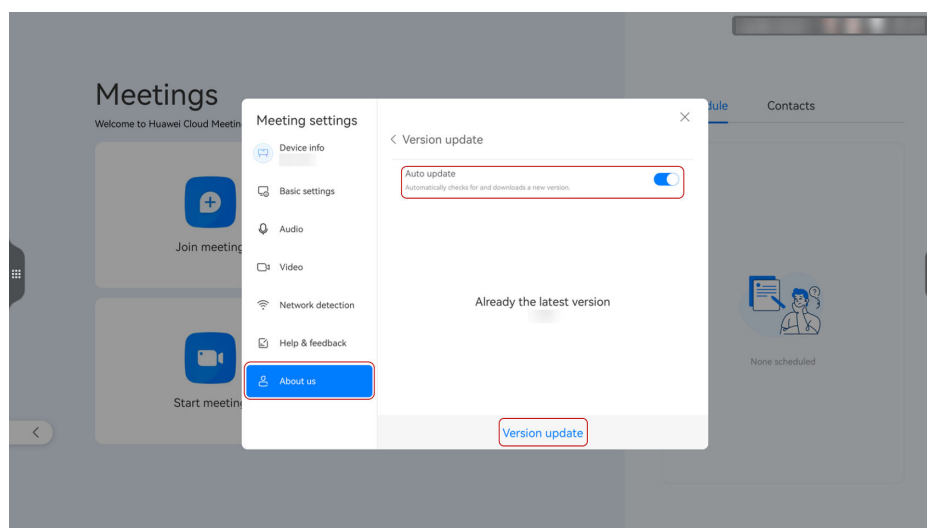 Meetings
Welcome to Huawei Cloud Meetin
Join meeting
Start meetin
Meeting settings
Device info
Basic settings
Audio
Video
Network detection
Help & feedback
About us
Version update
Auto update
Automatically checks for and downloads a new version.
Already the latest version
Version update
dule
Contacts
None scheduled